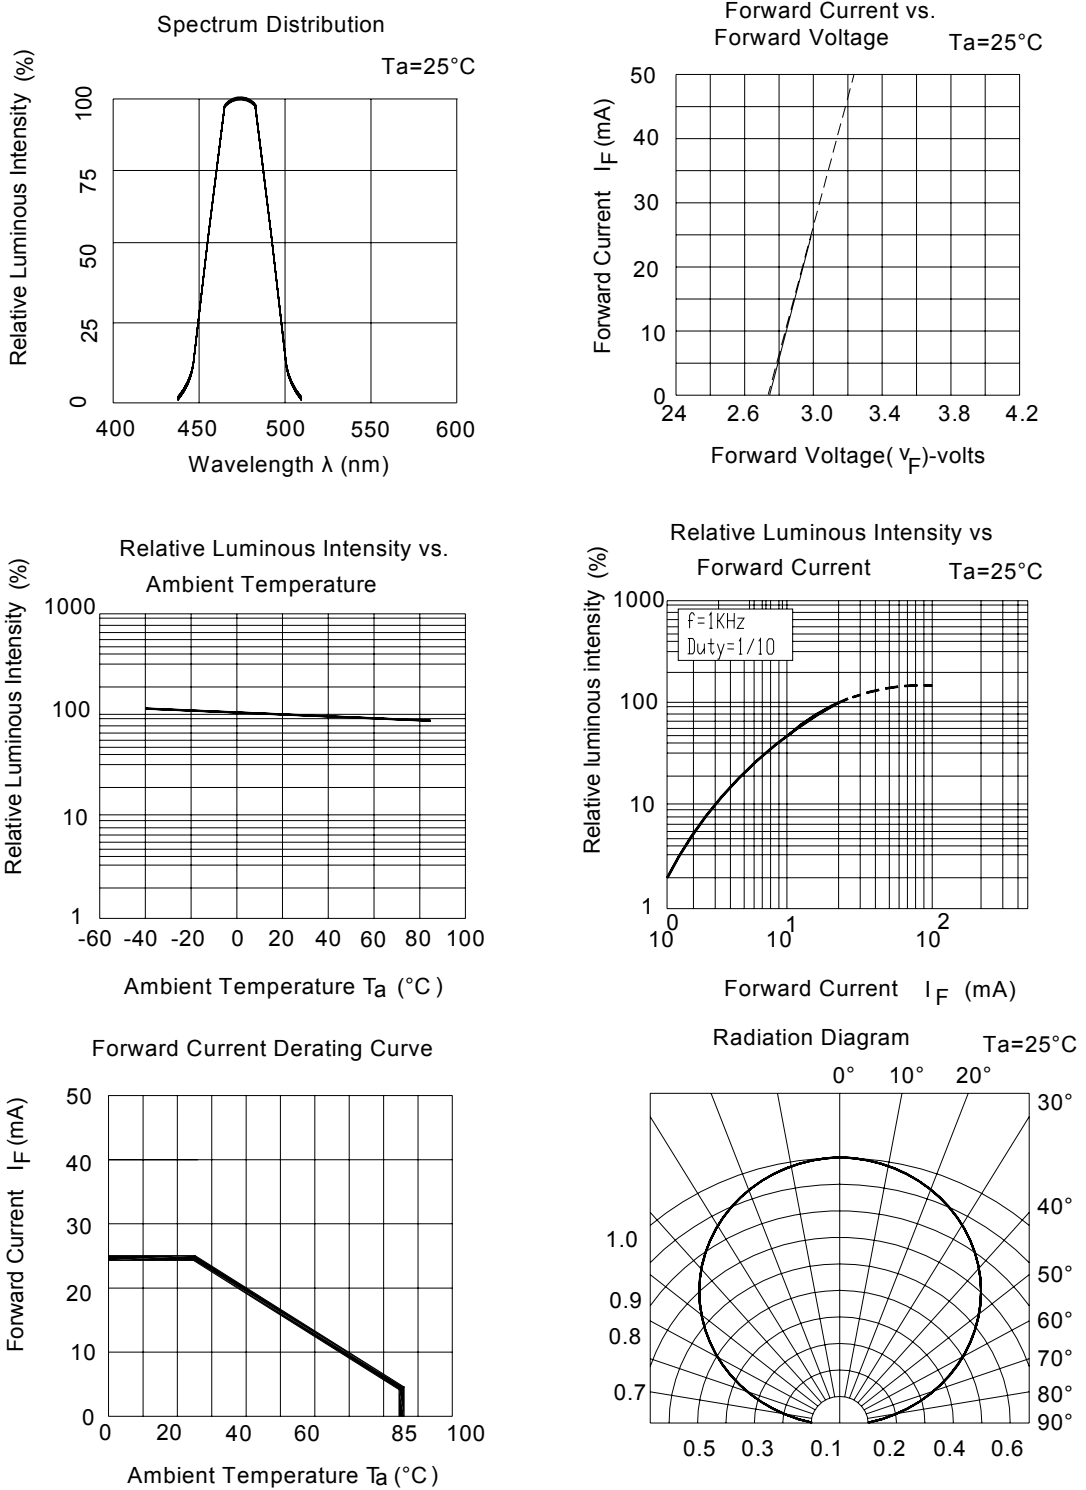 Spectrum Distribution
Ta=25°C
Relative Luminous Intensity (%)
100
75
50
25
0
400 450 500 550 600
Wavelength λ (nm)
Forward Current vs.
Forward Voltage
Ta=25°C
Forward Current IF (mA)
50
40
30
20
10
0
24 2.6 3.0 3.4 3.8 4.2
Forward Voltage( VF)-volts
Relative Luminous Intensity vs.
Ambient Temperature
Relative Luminous Intensity (%)
1000
100
10
1
-60 -40 -20 0 20 40 60 80 100
Ambient Temperature Ta (°C )
Relative Luminous Intensity vs
Forward Current
Ta=25°C
Relative luminous intensity (%)
f=1KHz
Duty=1/10
1000
100
10
1
10⁰ 10¹ 10²
Forward Current IF (mA)
Forward Current Derating Curve
Forward Current IF (mA)
50
40
30
20
10
0
0 20 40 60 85 100
Ambient Temperature Ta (°C)
Radiation Diagram
Ta=25°C
0° 10° 20°
30°
40°
50°
60°
70°
80°
90°
1.0
0.9
0.8
0.7
0.5 0.3 0.1 0.2 0.4 0.6